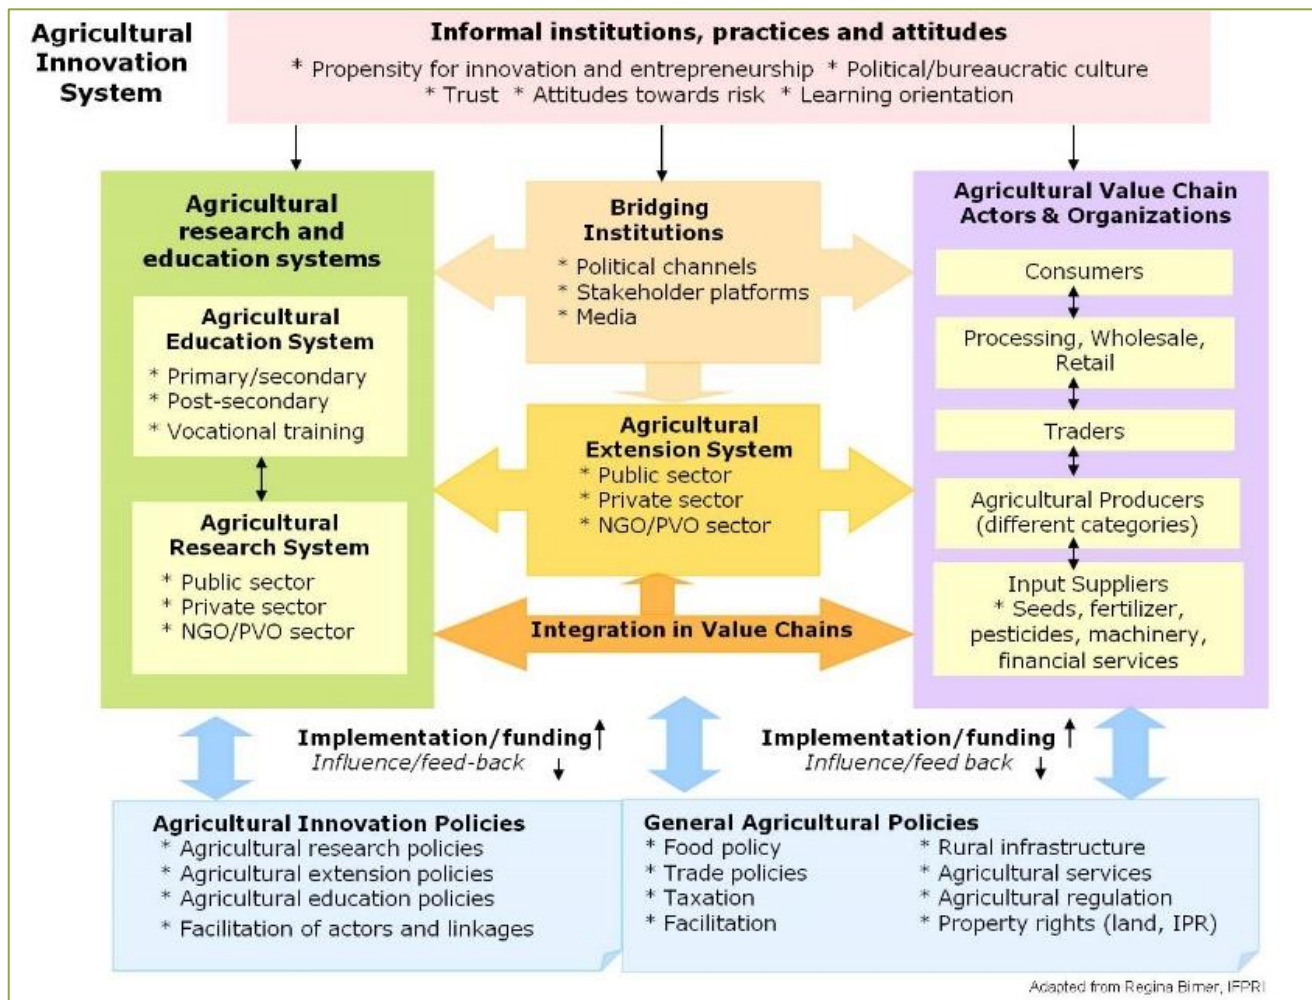 Agricultural
Innovation
System
Informal institutions, practices and attitudes
* Propensity for innovation and entrepreneurship * Political/bureaucratic culture
* Trust * Attitudes towards risk * Learning orientation
Agricultural
research and
education systems
Agricultural
Education System
* Primary/secondary
* Post-secondary
* Vocational training
Agricultural
Research System
* Public sector
* Private sector
* NGO/PVO sector
Bridging
Institutions
* Political channels
* Stakeholder platforms
* Media
Agricultural
Extension System
* Public sector
* Private sector
* NGO/PVO sector
Integration in Value Chains
Agricultural Value Chain
Actors & Organizations
Consumers
Processing, Wholesale,
Retail
Traders
Agricultural Producers
(different categories)
Input Suppliers
* Seeds, fertilizer,
pesticides, machinery,
financial services
Implementation/funding
Influence/feed-back
Implementation/funding
Influence/feed back
Agricultural Innovation Policies
* Agricultural research policies
* Agricultural extension policies
* Agricultural education policies
* Facilitation of actors and linkages
General Agricultural Policies
* Food policy
* Trade policies
* Taxation
* Facilitation
* Rural infrastructure
* Agricultural services
* Agricultural regulation
* Property rights (land, IPR)
Adapted from Regina Birner, IFPRI